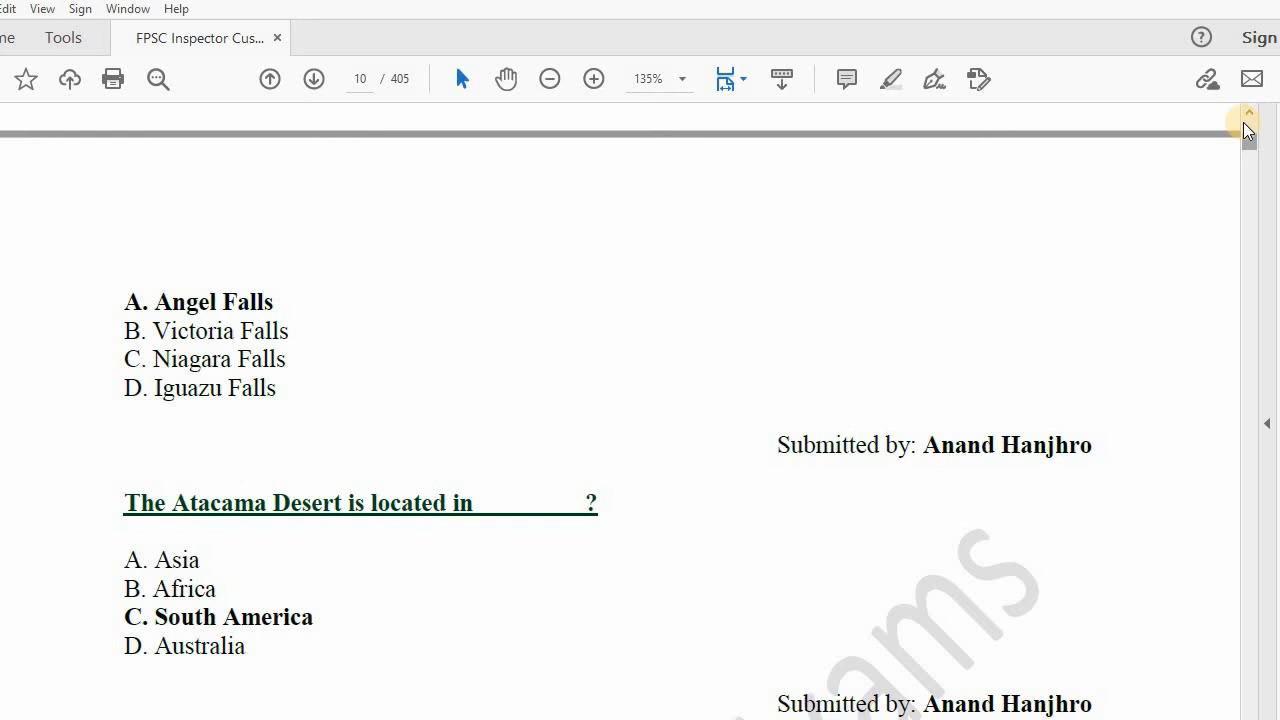 Edit View Sign Window Help
me Tools FPSC Inspector Cus... × ? Sign
10 / 405 135%
A. Angel Falls
B. Victoria Falls
C. Niagara Falls
D. Iguazu Falls
Submitted by: Anand Hanjhro
The Atacama Desert is located in ________?
A. Asia
B. Africa
C. South America
D. Australia
Submitted by: Anand Hanjhro